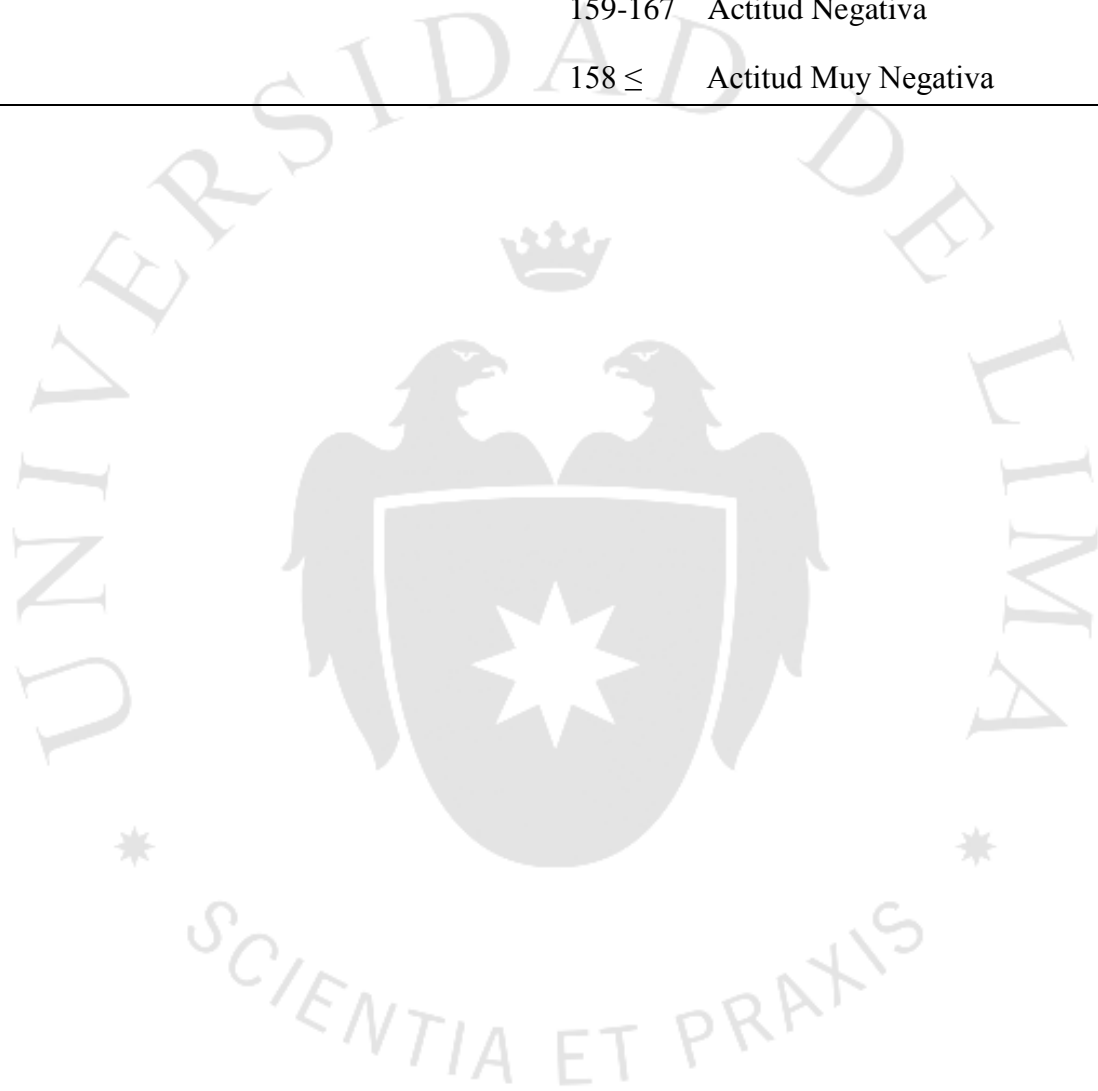 159-167 Actitud Negativa
158 ≤ Actitud Muy Negativa
UNIVERSIDAD DE LIMA
SCIENTIA ET PRAXIS